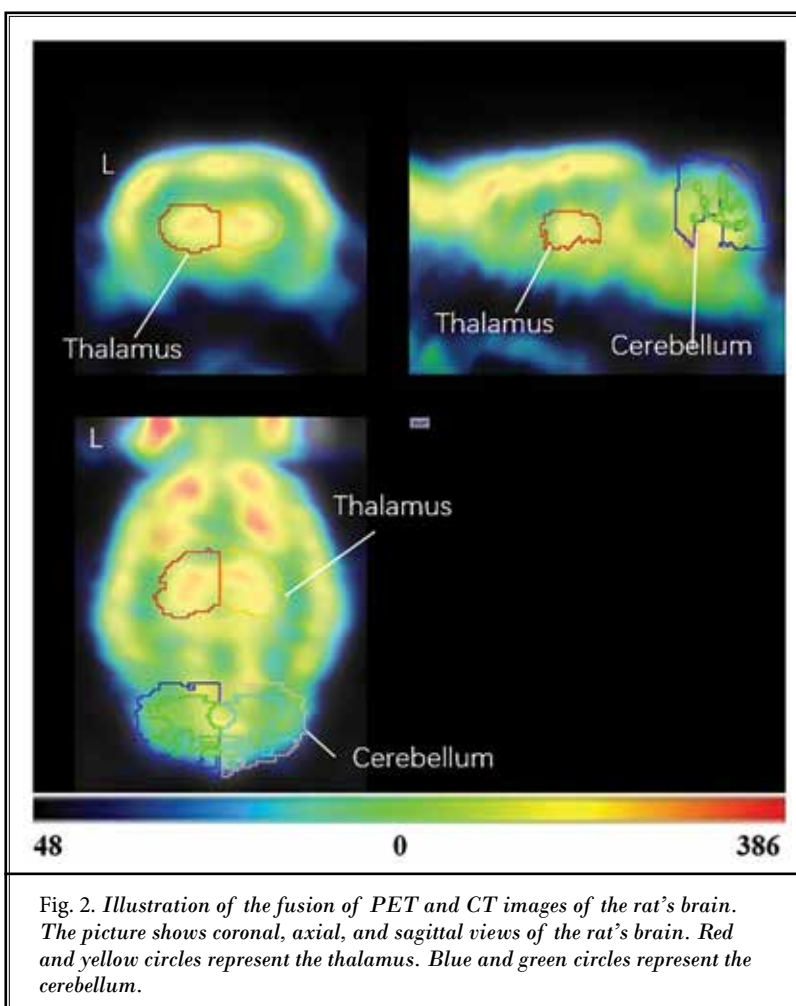 L
Thalamus
Thalamus
Cerebellum
L
Thalamus
Cerebellum
48 0 386
Fig. 2. Illustration of the fusion of PET and CT images of the rat's brain.
The picture shows coronal, axial, and sagittal views of the rat's brain. Red
and yellow circles represent the thalamus. Blue and green circles represent the
cerebellum.